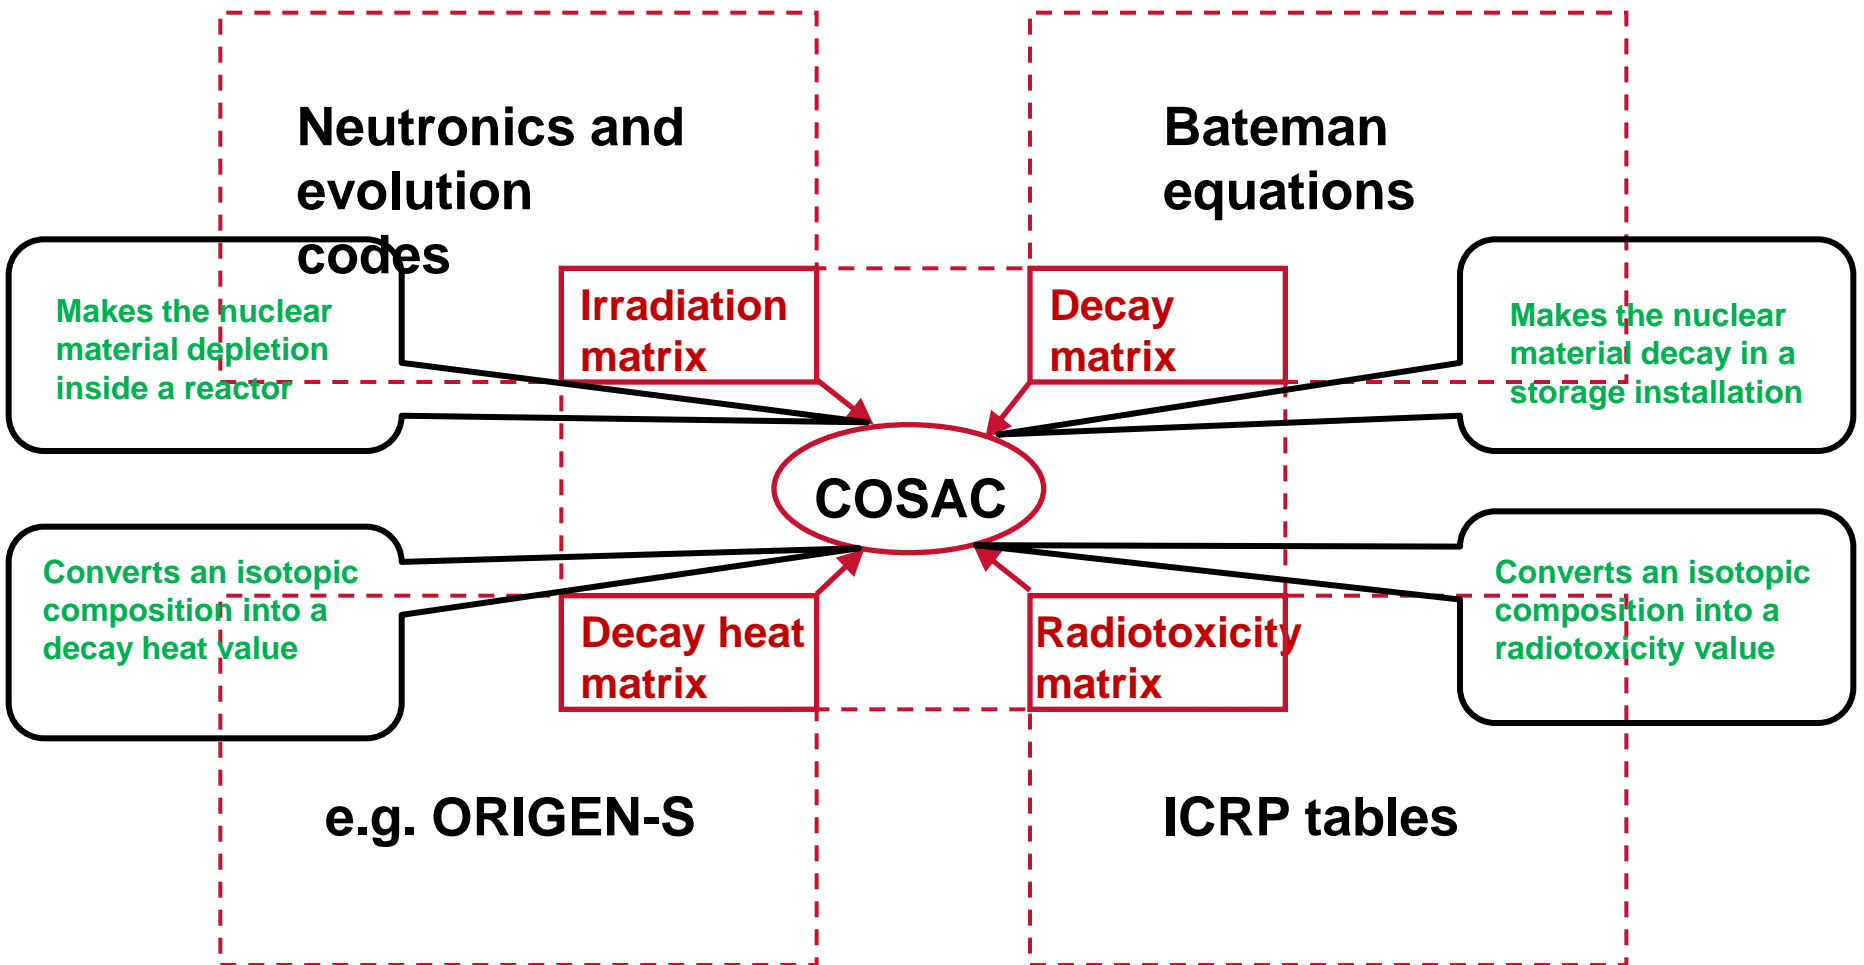 Neutronics and
evolution
codes
Bateman
equations
Makes the nuclear
material depletion
inside a reactor
Irradiation
matrix
Decay
matrix
Makes the nuclear
material decay in a
storage installation
COSAC
Converts an isotopic
composition into a
decay heat value
Decay heat
matrix
Radiotoxicity
matrix
Converts an isotopic
composition into a
radiotoxicity value
e.g. ORIGEN-S
ICRP tables